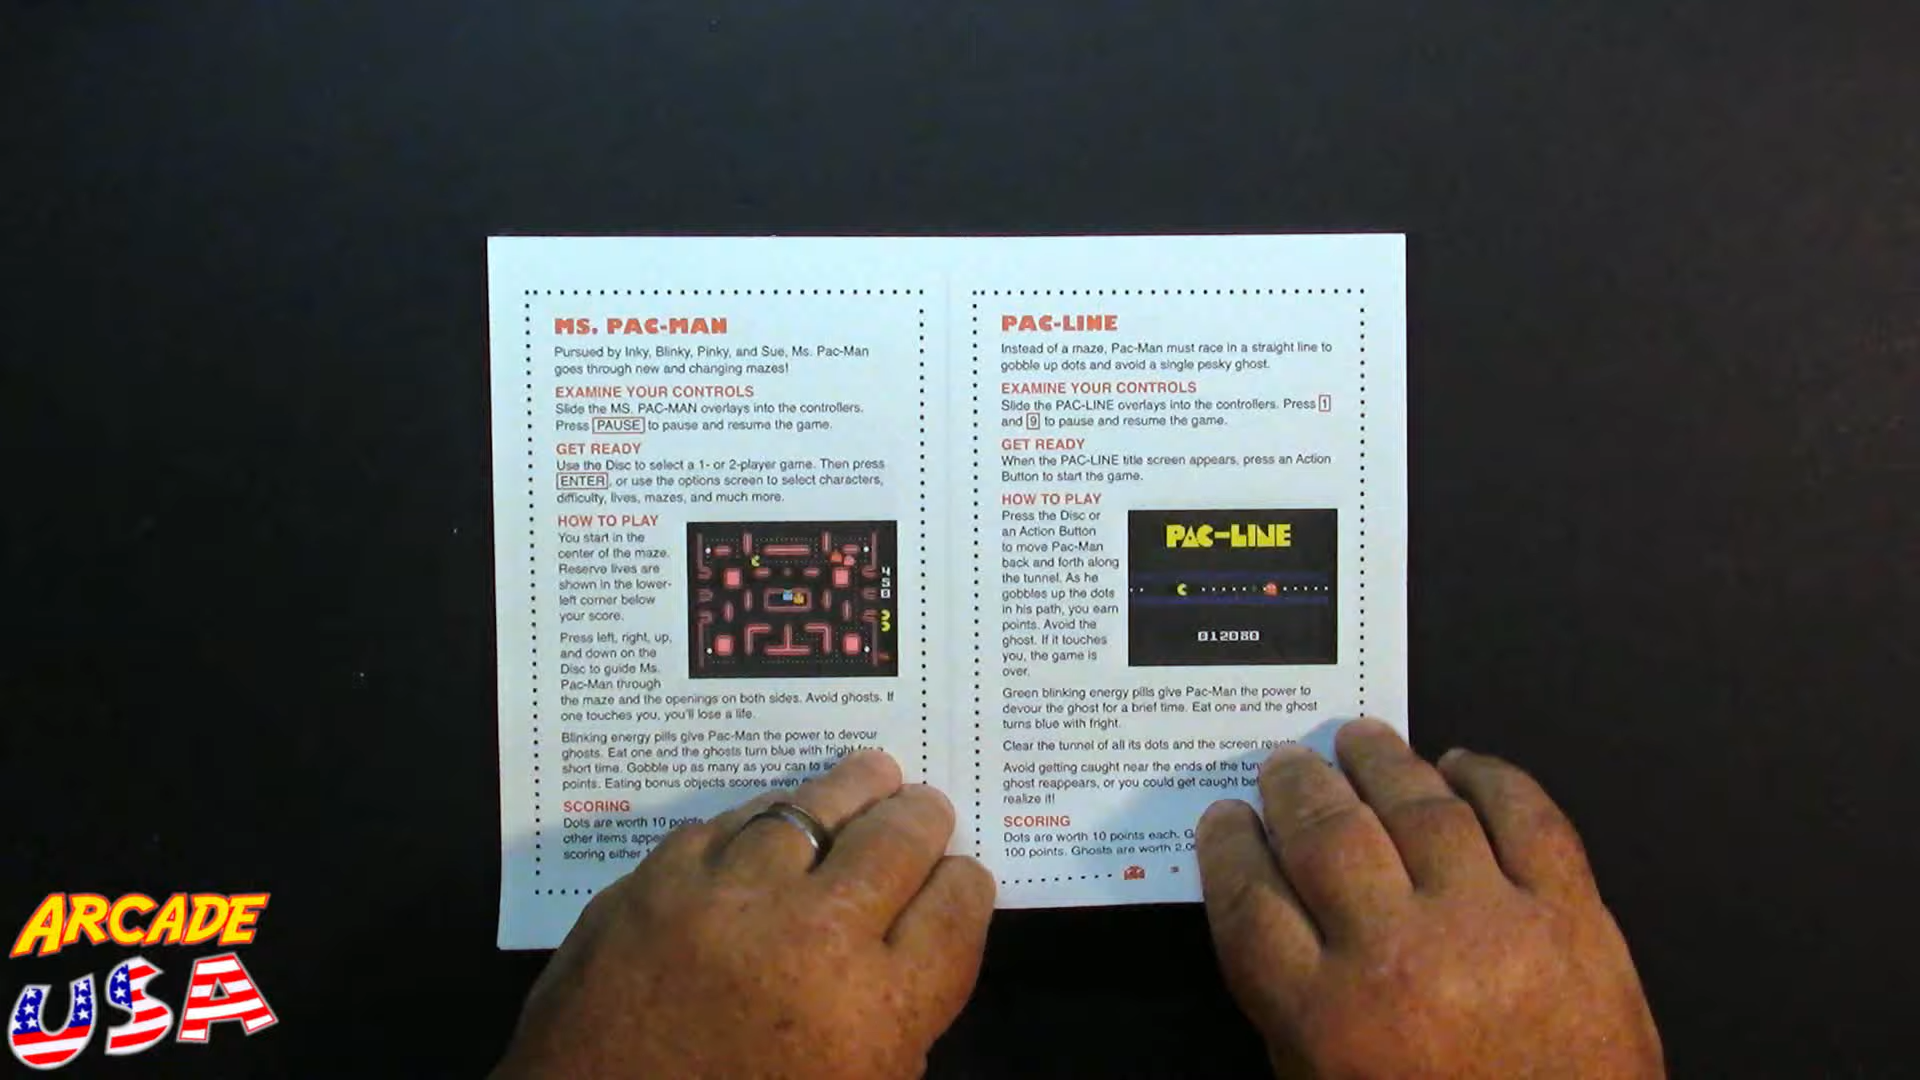 MS. PAC-MAN
Pursued by Inky, Blinky, Pinky, and Sue, Ms. Pac-Man
goes through new and changing mazes!
EXAMINE YOUR CONTROLS
Slide the MS. PAC-MAN overlays into the controllers.
Press PAUSE to pause and resume the game.
GET READY
Use the Disc to select a 1- or 2-player game. Then press
ENTER, or use the options screen to select characters,
difficulty, lives, mazes, and much more.
HOW TO PLAY
You start in the
center of the maze.
Reserve lives are
shown in the lower-
left corner below
your score.
Press left, right, up,
and down on the
Disc to guide Ms.
Pac-Man through
the maze and the openings on both sides. Avoid ghosts. If
one touches you, you'll lose a life.
Blinking energy pills give Pac-Man the power to devour
ghosts. Eat one and the ghosts turn blue with fright for a
short time. Gobble up as many as you can to
points. Eating bonus objects scores even
SCORING
Dots are worth 10 points
other items
scoring either
450
PAC-LINE
Instead of a maze, Pac-Man must race in a straight line to
gobble up dots and avoid a single pesky ghost.
EXAMINE YOUR CONTROLS
Slide the PAC-LINE overlays into the controllers. Press 1
and 9 to pause and resume the game.
GET READY
When the PAC-LINE title screen appears, press an Action
Button to start the game.
HOW TO PLAY
Press the Disc or
an Action Button
to move Pac-Man
back and forth along
the tunnel. As he
gobbles up the dots
in his path, you earn
points. Avoid the
ghost. If it touches
you, the game is
over.
PAC-LINE
012080
Green blinking energy pills give Pac-Man the power to
devour the ghost for a brief time. Eat one and the ghost
turns blue with fright.
Clear the tunnel of all its dots and the screen resets
Avoid getting caught near the ends of the
ghost reappears, or you could get caught
realize it!
SCORING
Dots are worth 10 points each.
100 points. Ghosts are worth
ARCADE
USA